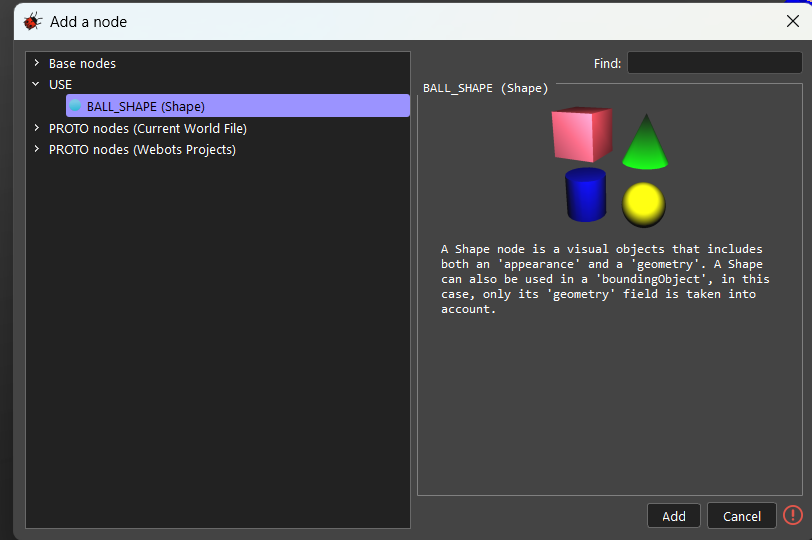 Add a node
Base nodes
USE
BALL_SHAPE (Shape)
PROTO nodes (Current World File)
PROTO nodes (Webots Projects)
Find:
BALL_SHAPE (Shape)
A Shape node is a visual objects that includes
both an 'appearance' and a 'geometry'. A Shape
can also be used in a 'boundingObject', in this
case, only its 'geometry' field is taken into
account.
Add
Cancel